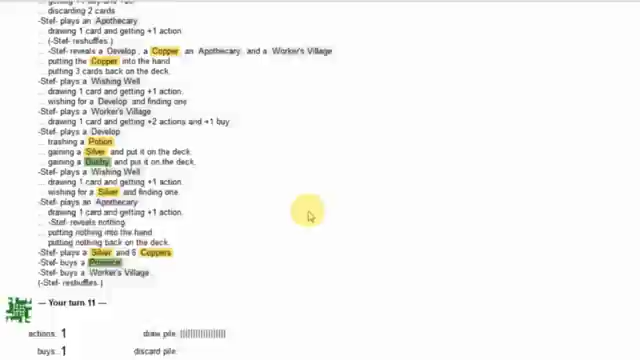 ... discarding 2 cards
-Stef- plays an Apothecary
... drawing 1 card and getting +1 action
... (-Stef- reshuffles.)
... -Stef- reveals a Develop, a Copper an Apothecary, and a Worker's Village
... putting the Copper into the hand
... putting 3 cards back on the deck.
-Stef- plays a Wishing Well
... drawing 1 card and getting +1 action.
... wishing for a Develop and finding one
-Stef- plays a Worker's Village
... drawing 1 card and getting +2 actions and +1 buy
-Stef- plays a Develop
... trashing a Potion
... gaining a Silver and put it on the deck.
... gaining a Duchy and put it on the deck.
-Stef- plays a Wishing Well
... drawing 1 card and getting +1 action.
... wishing for a Silver and finding one.
-Stef- plays an Apothecary
... drawing 1 card and getting +1 action.
... -Stef- reveals nothing.
... putting nothing into the hand
... putting nothing back on the deck.
-Stef- plays a Silver and 6 Coppers
-Stef- buys a Province
-Stef- buys a Worker's Village
(-Stef- reshuffles.)
— Your turn 11 —
actions: 1 draw pile:
buys: 1 discard pile: